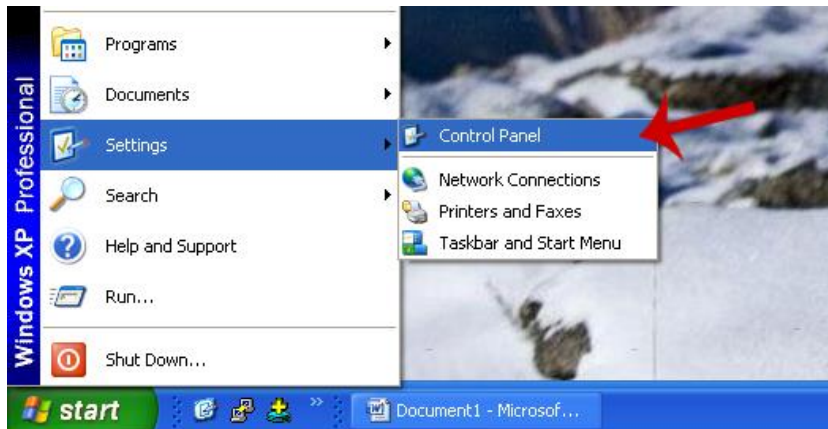 Windows XP Professional
Programs
Documents
Settings
Search
Help and Support
Run...
Shut Down...
Control Panel
Network Connections
Printers and Faxes
Taskbar and Start Menu
start
»
Document1 - Microsof...